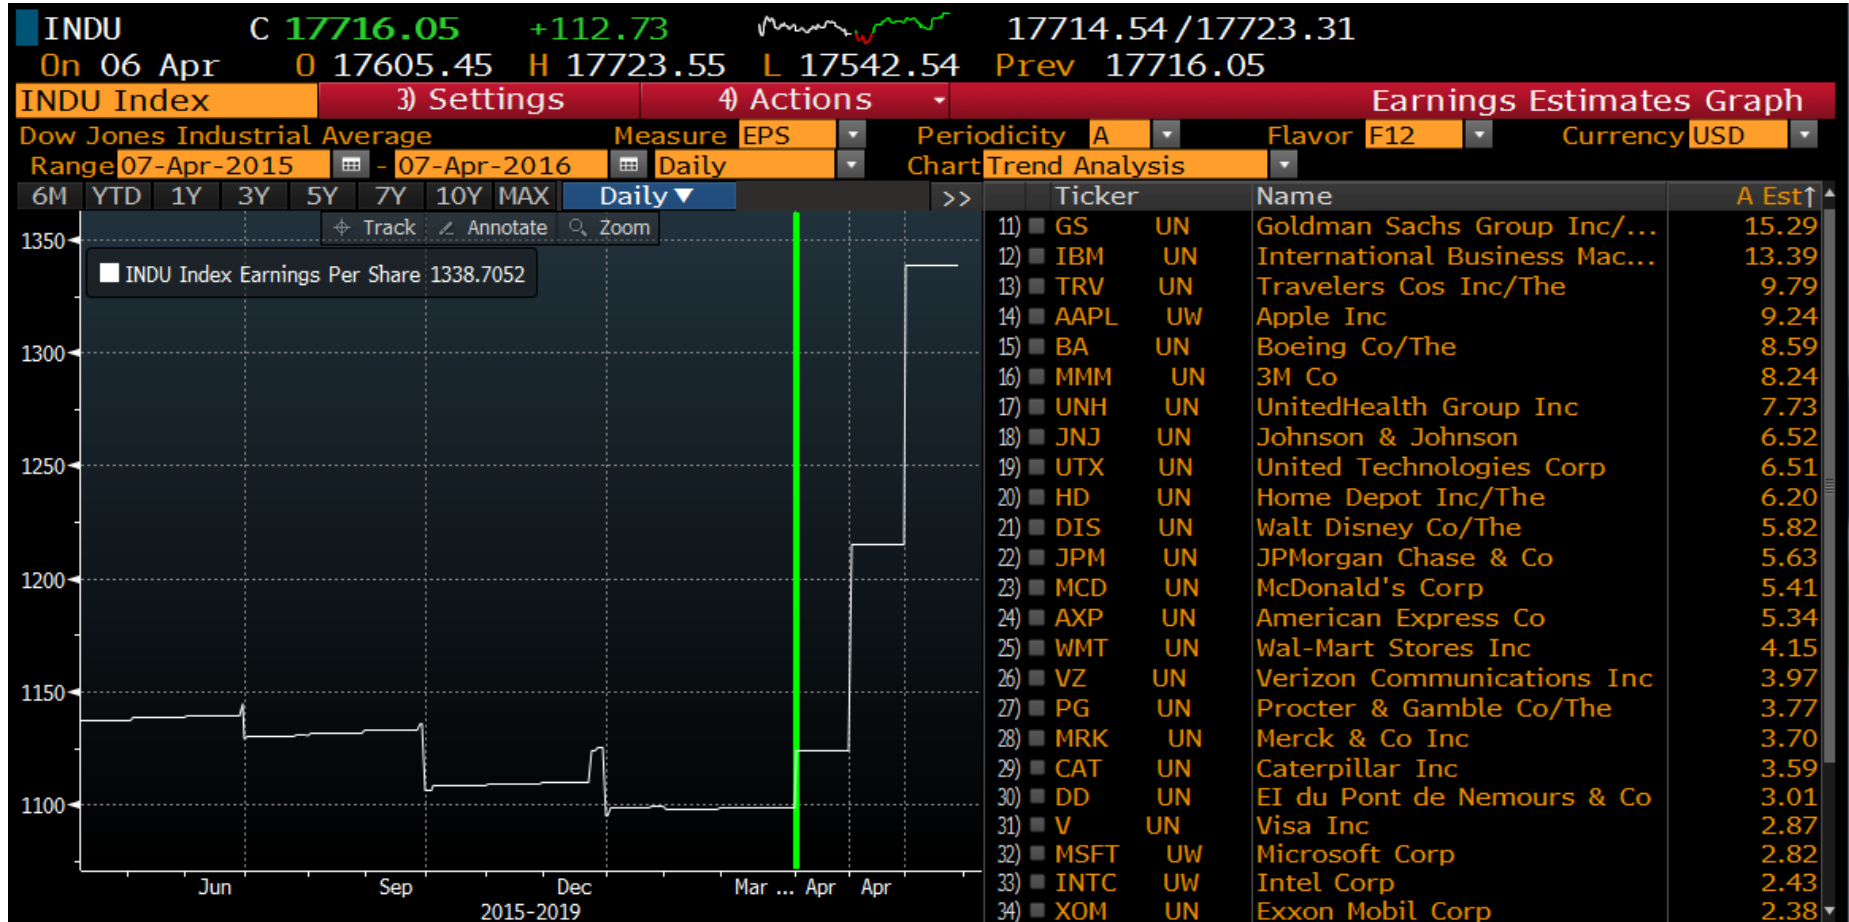 INDU C 17716.05 +112.73 17714.54/17723.31
On 06 Apr O 17605.45 H 17723.55 L 17542.54 Prev 17716.05
INDU Index 3) Settings 4) Actions Earnings Estimates Graph
Dow Jones Industrial Average Measure EPS Periodicity A Flavor F12 Currency USD
Range 07-Apr-2015 - 07-Apr-2016 Daily Chart Trend Analysis
6M YTD 1Y 3Y 5Y 7Y 10Y MAX Daily▼ >>
Track Annotate Zoom
INDU Index Earnings Per Share 1338.7052
1350
1300
1250
1200
1150
1100
Jun Sep Dec Mar ... Apr Apr
2015-2019
Ticker Name A Est↑
11) GS UN Goldman Sachs Group Inc/... 15.29
12) IBM UN International Business Mac... 13.39
13) TRV UN Travelers Cos Inc/The 9.79
14) AAPL UW Apple Inc 9.24
15) BA UN Boeing Co/The 8.59
16) MMM UN 3M Co 8.24
17) UNH UN UnitedHealth Group Inc 7.73
18) JNJ UN Johnson & Johnson 6.52
19) UTX UN United Technologies Corp 6.51
20) HD UN Home Depot Inc/The 6.20
21) DIS UN Walt Disney Co/The 5.82
22) JPM UN JPMorgan Chase & Co 5.63
23) MCD UN McDonald's Corp 5.41
24) AXP UN American Express Co 5.34
25) WMT UN Wal-Mart Stores Inc 4.15
26) VZ UN Verizon Communications Inc 3.97
27) PG UN Procter & Gamble Co/The 3.77
28) MRK UN Merck & Co Inc 3.70
29) CAT UN Caterpillar Inc 3.59
30) DD UN EI du Pont de Nemours & Co 3.01
31) V UN Visa Inc 2.87
32) MSFT UW Microsoft Corp 2.82
33) INTC UW Intel Corp 2.43
34) XOM UN Exxon Mobil Corp 2.38